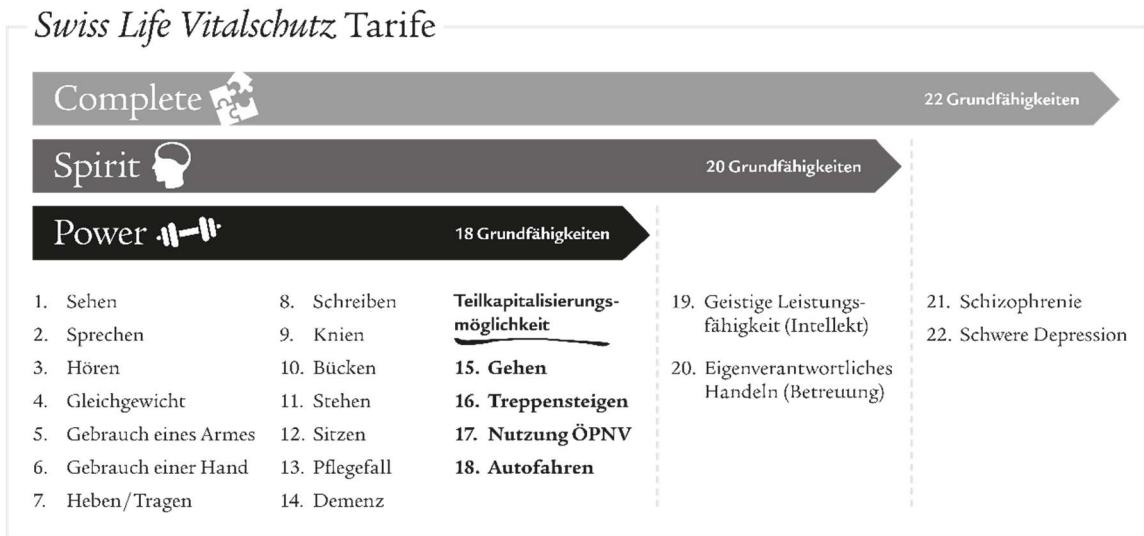 Swiss Life Vitalschutz Tarife
Complete
22 Grundfähigkeiten
Spirit
20 Grundfähigkeiten
Power
18 Grundfähigkeiten
1. Sehen
2. Sprechen
3. Hören
4. Gleichgewicht
5. Gebrauch eines Armes
6. Gebrauch einer Hand
7. Heben/Tragen
8. Schreiben
9. Knien
10. Bücken
11. Stehen
12. Sitzen
13. Pflegefall
14. Demenz
Teilkapitalisierungs-
möglichkeit
15. Gehen
16. Treppensteigen
17. Nutzung ÖPNV
18. Autofahren
19. Geistige Leistungs-
fähigkeit (Intellekt)
20. Eigenverantwortliches
Handeln (Betreuung)
21. Schizophrenie
22. Schwere Depression